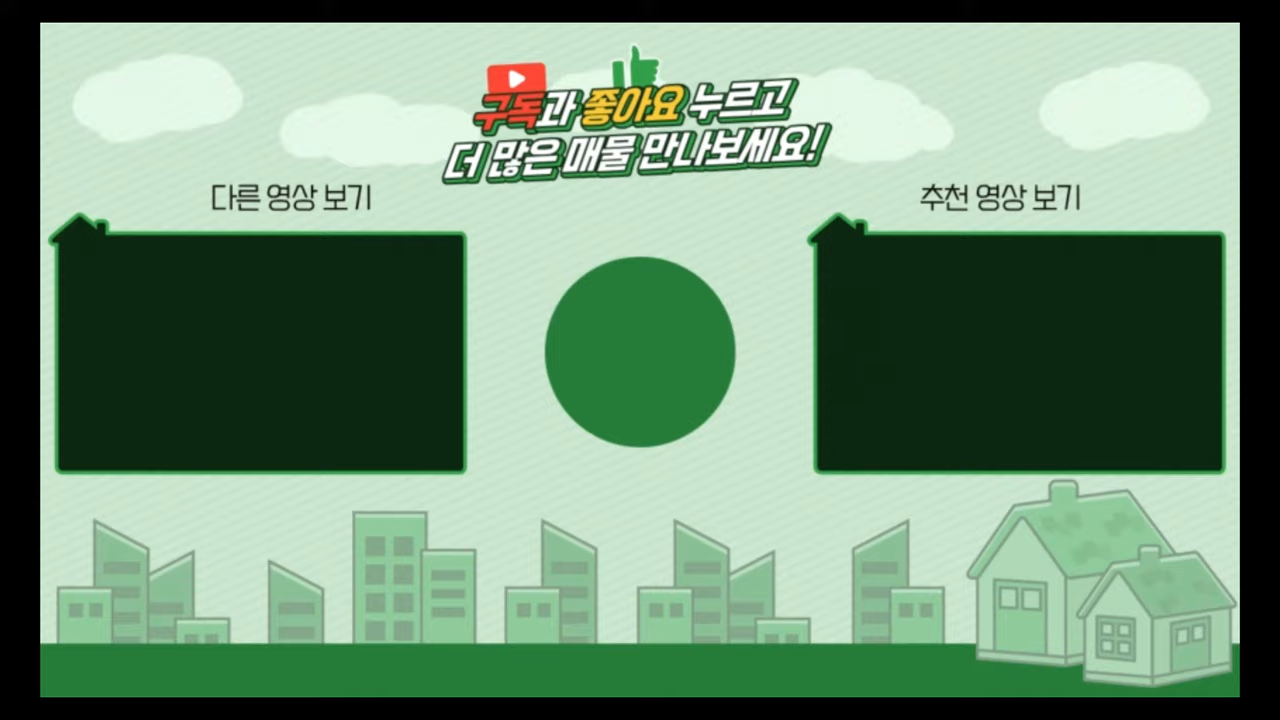 구독과 좋아요 누르고
더 많은 매물 만나보세요!
다른 영상 보기
추천 영상 보기